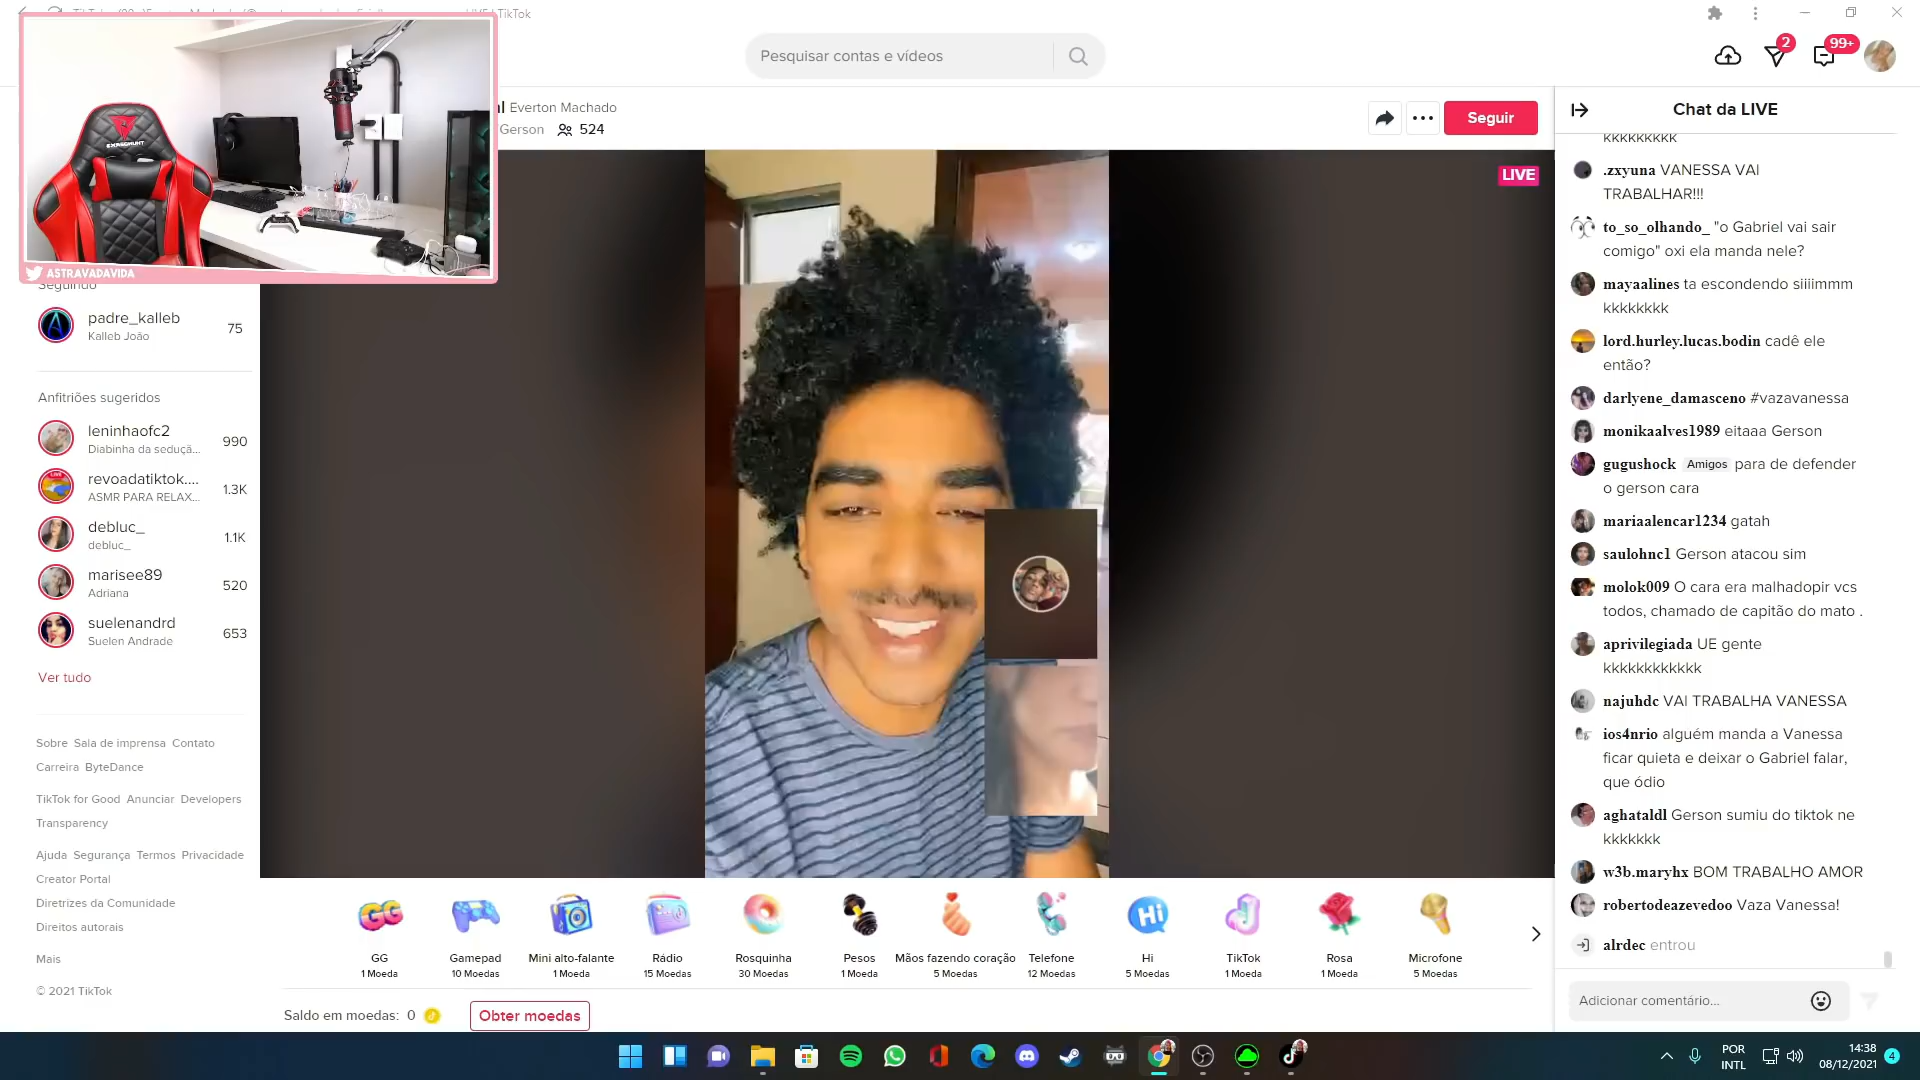 TikTok
Pesquisar contas e vídeos
2
99+
EXASGHUNT
ASTRAVADAVIDA
Everton Machado
Gerson 524
Seguir
LIVE
Seguindo
padre_kalleb
Kalleb João
75
Anfitriões sugeridos
leninhaofc2
Diabinha da seduçã...
990
revoadatiktok....
ASMR PARA RELAX...
1.3K
debluc_
debluc_
1.1K
marisee89
Adriana
520
suelenandrd
Suelen Andrade
653
Ver tudo
Sobre Sala de imprensa Contato
Carreira ByteDance
TikTok for Good Anunciar Developers
Transparency
Ajuda Segurança Termos Privacidade
Creator Portal
Diretrizes da Comunidade
Direitos autorais
Mais
© 2021 TikTok
GG
1 Moeda
Gamepad
10 Moedas
Mini alto-falante
1 Moeda
Rádio
15 Moedas
Rosquinha
30 Moedas
Pesos
1 Moeda
Mãos fazendo coração
5 Moedas
Telefone
12 Moedas
Hi
Hi
5 Moedas
TikTok
1 Moeda
Rosa
1 Moeda
Microfone
5 Moedas
Saldo em moedas: 0
Obter moedas
Chat da LIVE
kkkkkkkkk
.zxyuna VANESSA VAI
TRABALHAR!!!
to_so_olhando_ "o Gabriel vai sair
comigo" oxi ela manda nele?
mayaalines ta escondendo siiiimmm
kkkkkkkk
lord.hurley.lucas.bodin cadê ele
então?
darlyene_damasceno #vazavanessa
monikaalves1989 eitaaa Gerson
gugushock Amigos para de defender
o gerson cara
mariaalencar1234 gatah
saulohnc1 Gerson atacou sim
molok009 O cara era malhadopir vcs
todos, chamado de capitão do mato .
aprivilegiada UE gente
kkkkkkkkkkkk
najuhdc VAI TRABALHA VANESSA
ios4nrio alguém manda a Vanessa
ficar quieta e deixar o Gabriel falar,
que ódio
aghataldl Gerson sumiu do tiktok ne
kkkkkkk
w3b.maryhx BOM TRABALHO AMOR
robertodeazevedoo Vaza Vanessa!
alrdec entrou
Adicionar comentário...
POR
INTL
14:38
08/12/2021
4